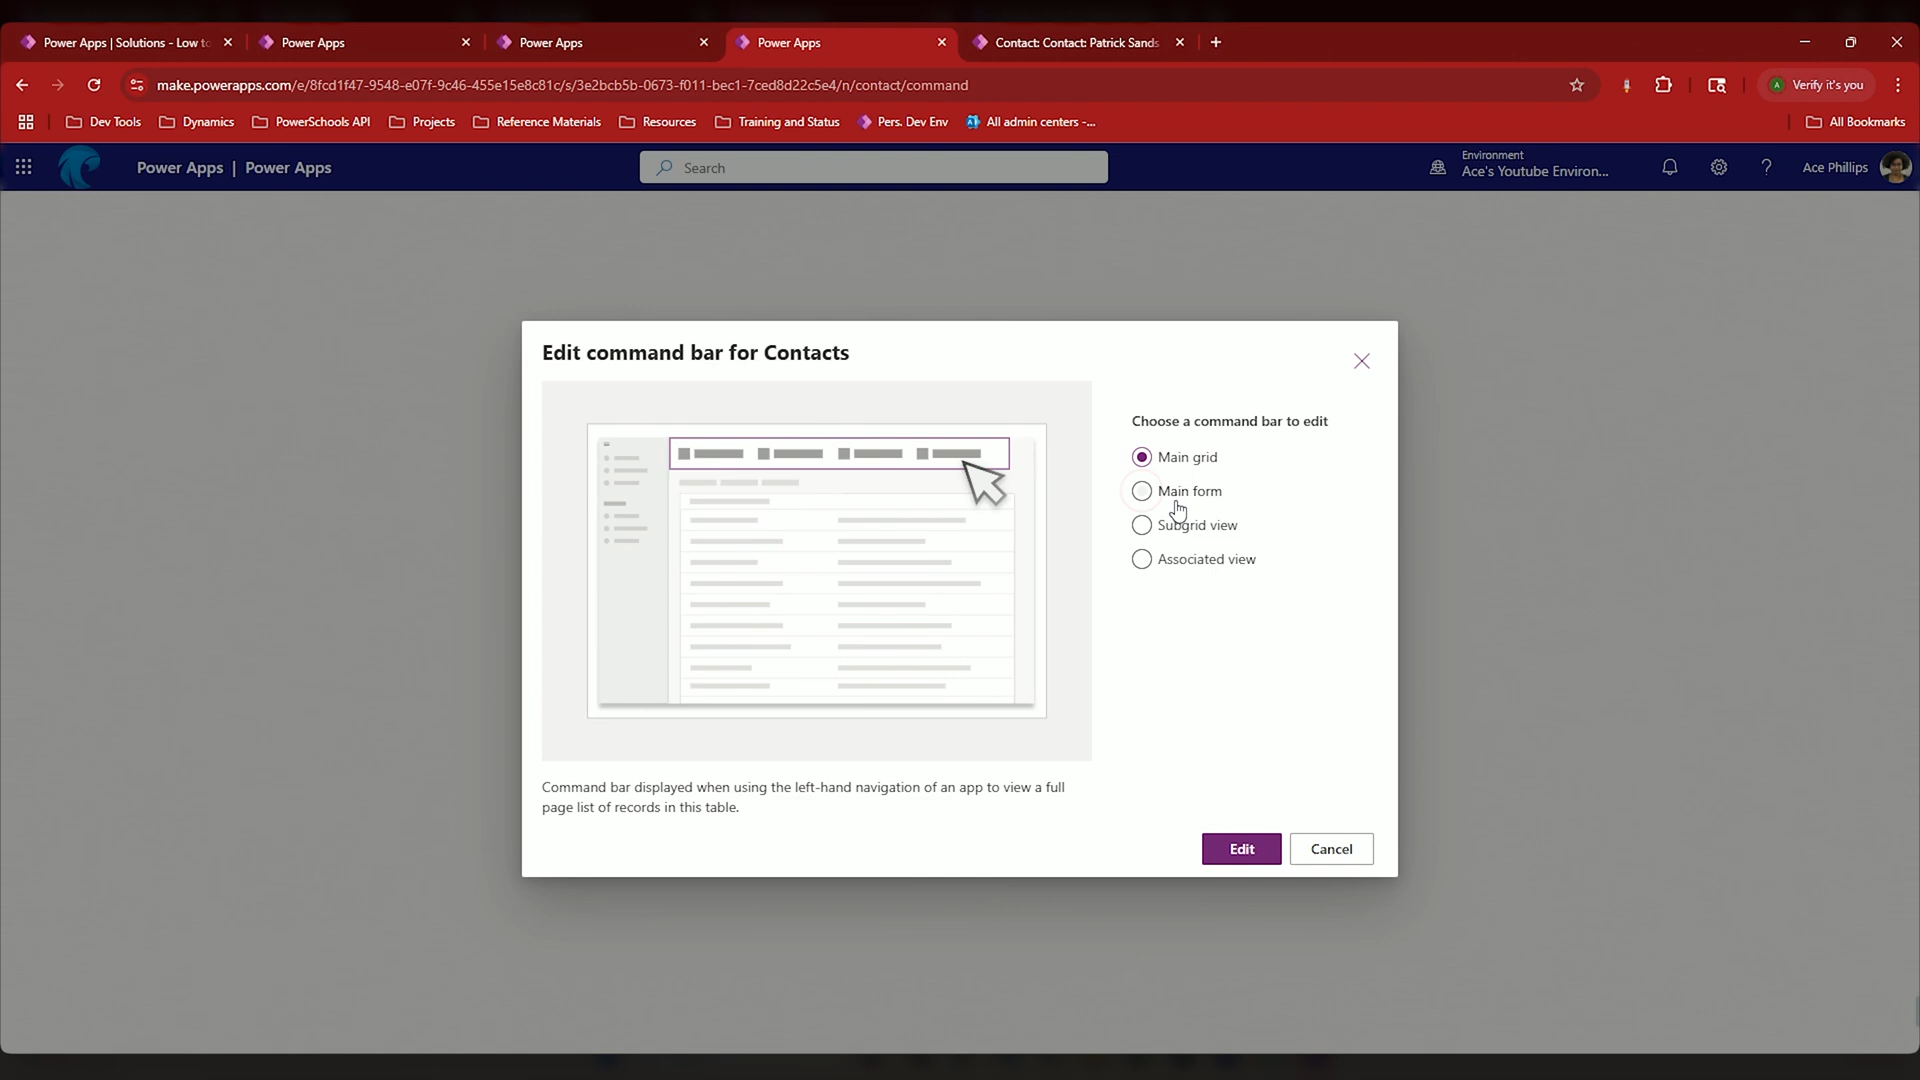 Power Apps | Solutions - Low to
Power Apps
Power Apps
Power Apps
Contact: Contact: Patrick Sands
make.powerapps.com/e/8fcd1f47-9548-e07f-9c46-455e15e8c81c/s/3e2bcb5b-0673-f011-bec1-7ced8d22c5e4/n/contact/command
A Verify it's you
Dev Tools
Dynamics
PowerSchools API
Projects
Reference Materials
Resources
Training and Status
Pers. Dev Env
All admin centers -...
All Bookmarks
Power Apps | Power Apps
Search
Environment
Ace's Youtube Environ...
Ace Phillips
Edit command bar for Contacts
Choose a command bar to edit
Main grid
Main form
Subgrid view
Associated view
Command bar displayed when using the left-hand navigation of an app to view a full
page list of records in this table.
Edit
Cancel